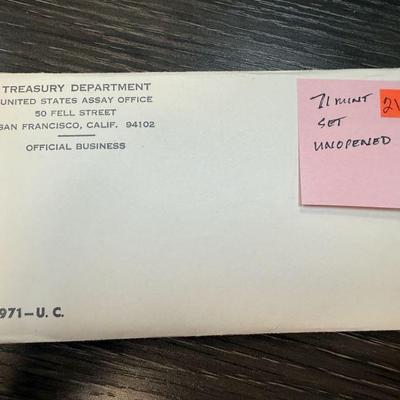 TREASURY DEPARTMENT
UNITED STATES ASSAY OFFICE
50 FELL STREET
SAN FRANCISCO, CALIF. 94102
OFFICIAL BUSINESS
71 MINT
SET
UNOPENED
21
971—U. C.